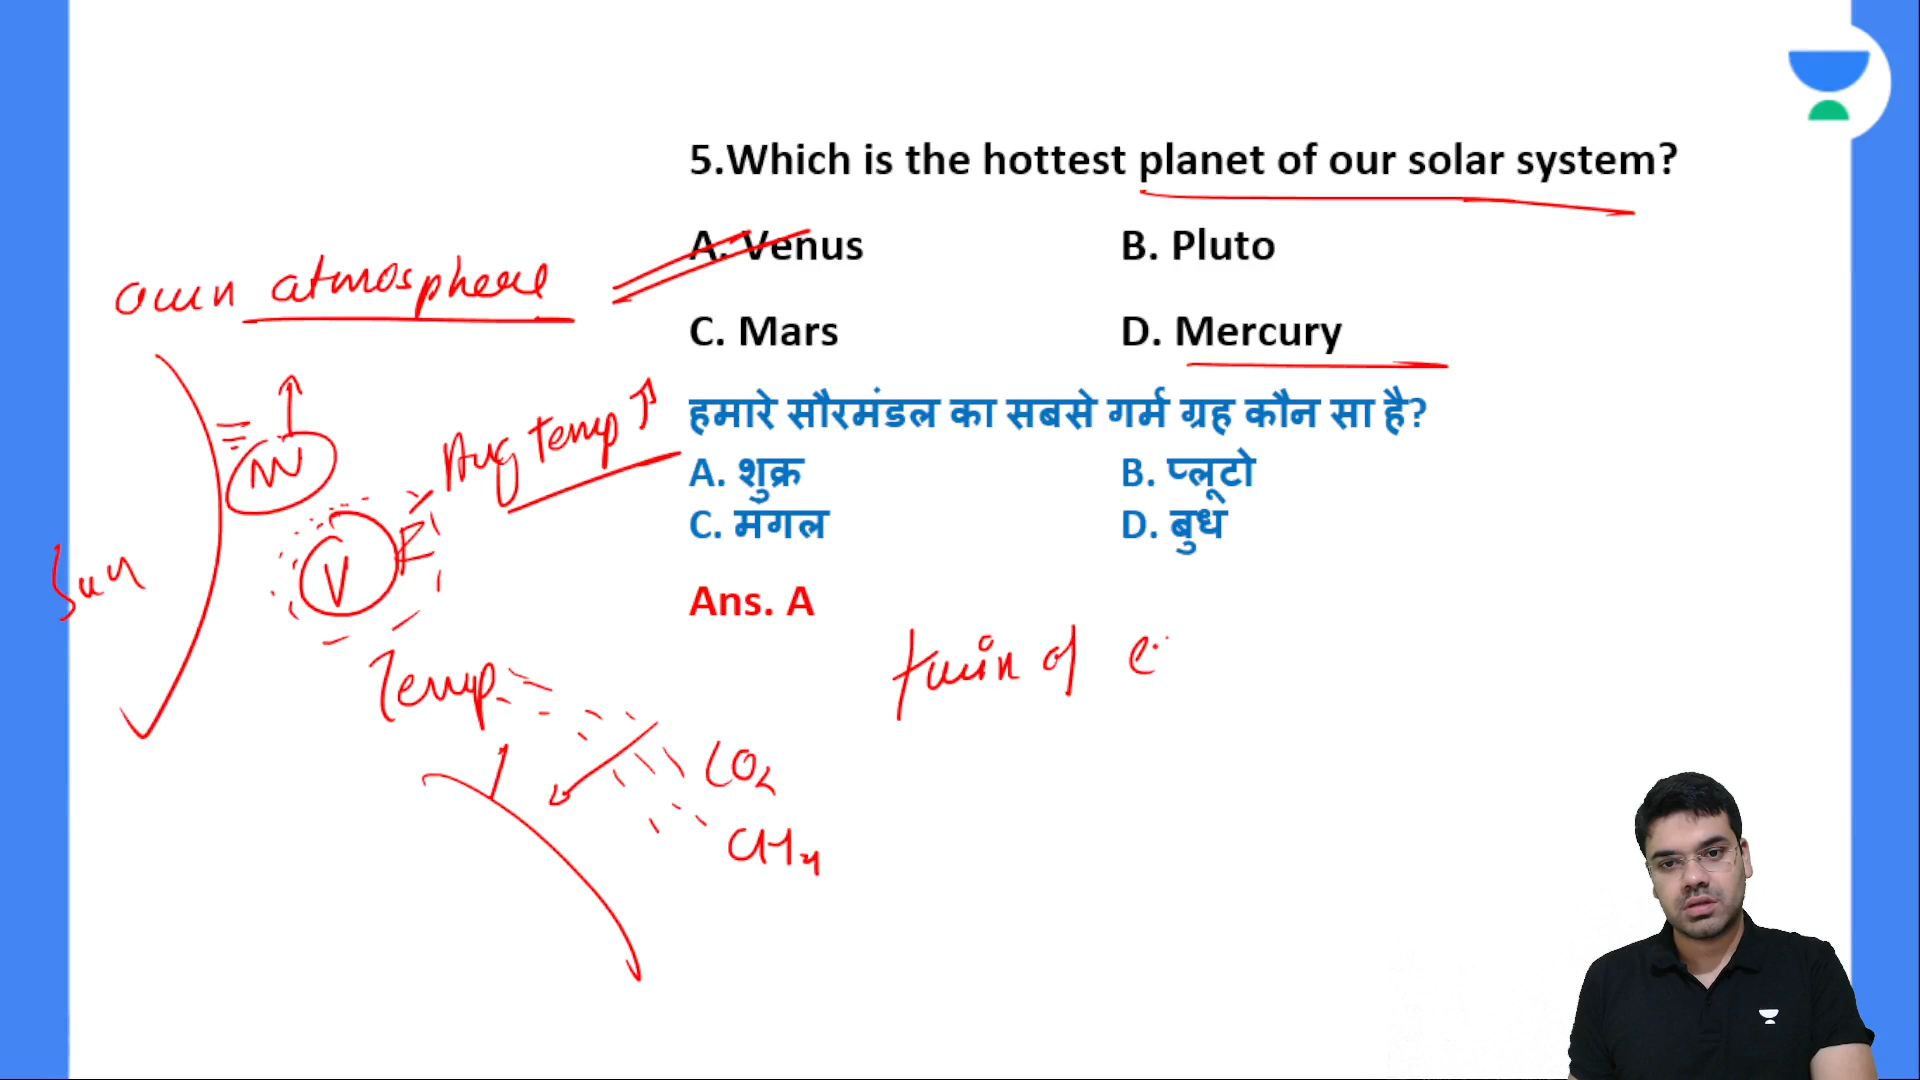 5.Which is the hottest planet of our solar system?
A. Venus
B. Pluto
C. Mars
D. Mercury
हमारे सौरमंडल का सबसे गर्म ग्रह कौन सा है?
A. शुक्र
B. प्लूटो
C. मंगल
D. बुध
Ans. A
own atmosphere
M
Avg temp
V
E
Sun
Temp
CO₂
CH₄
twin of e